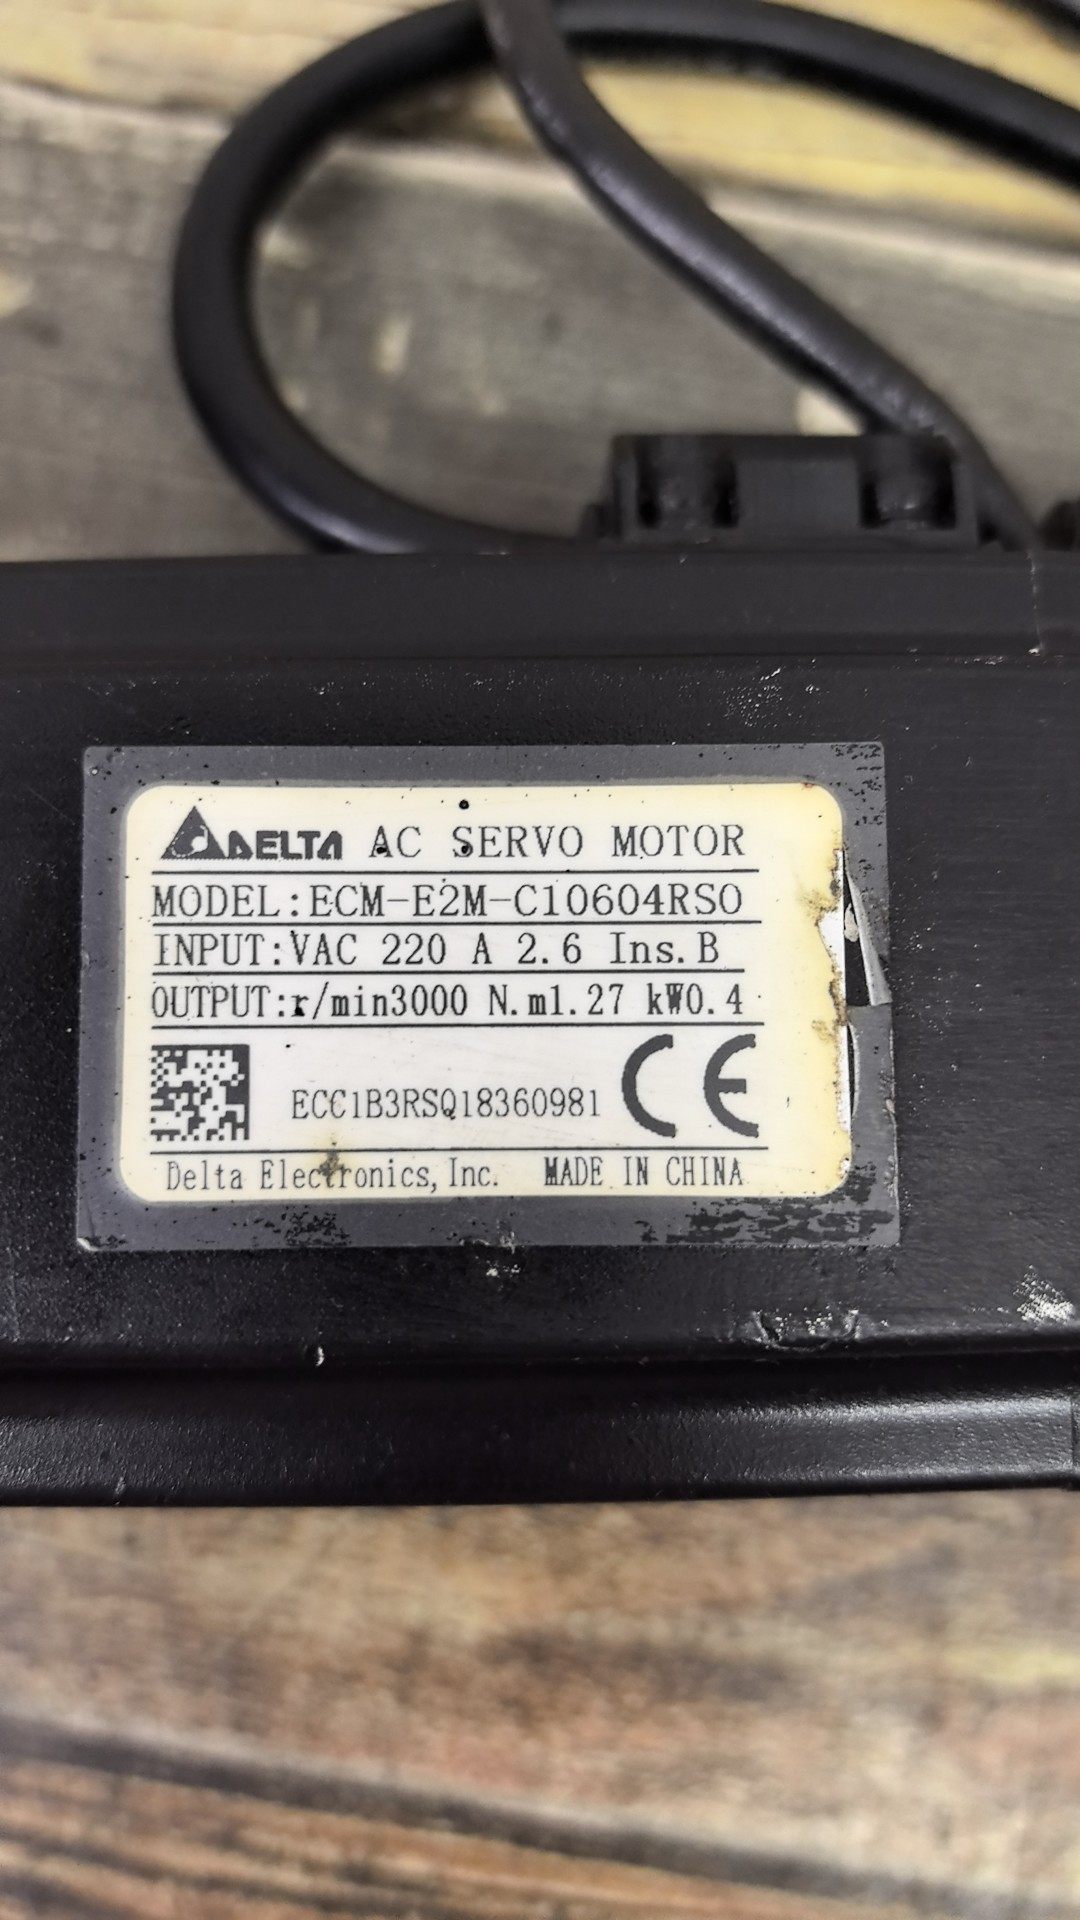 DELTA AC SERVO MOTOR
MODEL:ECM-E2M-C10604RS0
INPUT:VAC 220 A 2.6 Ins.B
OUTPUT:r/min3000 N.m1.27 kW0.4
ECC1B3RSQ18360981 CE
Delta Electronics, Inc. MADE IN CHINA